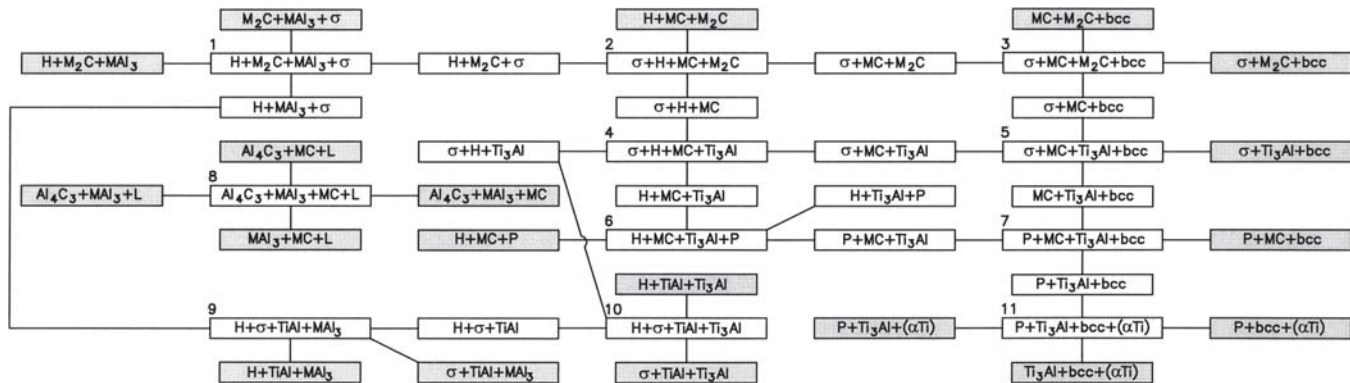 M₂C+MAl₃+σ
H+MC+M₂C
MC+M₂C+bcc
1
2
3
H+M₂C+MAl₃
H+M₂C+MAl₃+σ
H+M₂C+σ
σ+H+MC+M₂C
σ+MC+M₂C
σ+MC+M₂C+bcc
σ+M₂C+bcc
H+MAl₃+σ
σ+H+MC
σ+MC+bcc
4
5
Al₄C₃+MC+L
σ+H+Ti₃Al
σ+H+MC+Ti₃Al
σ+MC+Ti₃Al
σ+MC+Ti₃Al+bcc
σ+Ti₃Al+bcc
8
Al₄C₃+MAl₃+L
Al₄C₃+MAl₃+MC+L
Al₄C₃+MAl₃+MC
H+MC+Ti₃Al
H+Ti₃Al+P
MC+Ti₃Al+bcc
6
7
MAl₃+MC+L
H+MC+P
H+MC+Ti₃Al+P
P+MC+Ti₃Al
P+MC+Ti₃Al+bcc
P+MC+bcc
H+TiAl+Ti₃Al
P+Ti₃Al+bcc
9
10
11
H+σ+TiAl+MAl₃
H+σ+TiAl
H+σ+TiAl+Ti₃Al
P+Ti₃Al+(αTi)
P+Ti₃Al+bcc+(αTi)
P+bcc+(αTi)
H+TiAl+MAl₃
σ+TiAl+MAl₃
σ+TiAl+Ti₃Al
Ti₃Al+bcc+(αTi)